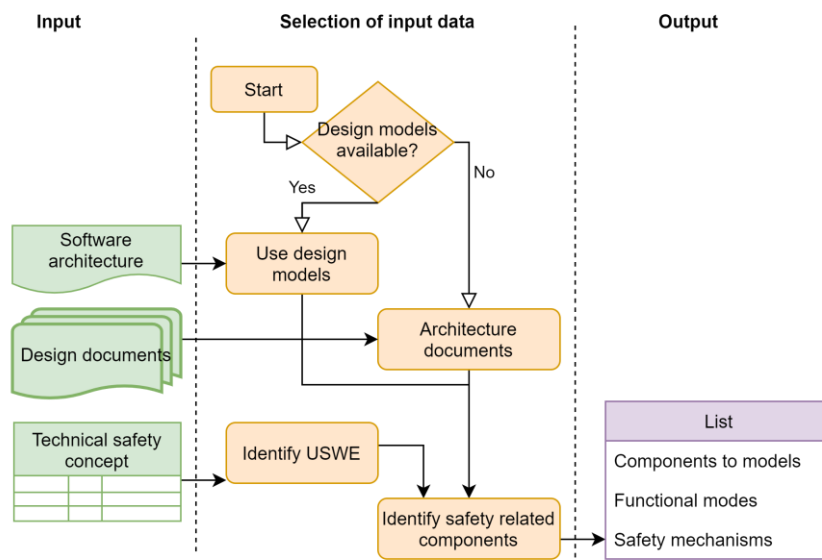 Input
Selection of input data
Output
Start
Design models
available?
Yes
No
Software
architecture
Use design
models
Design documents
Architecture
documents
Technical safety
concept
Identify USWE
Identify safety related
components
List
Components to models
Functional modes
Safety mechanisms